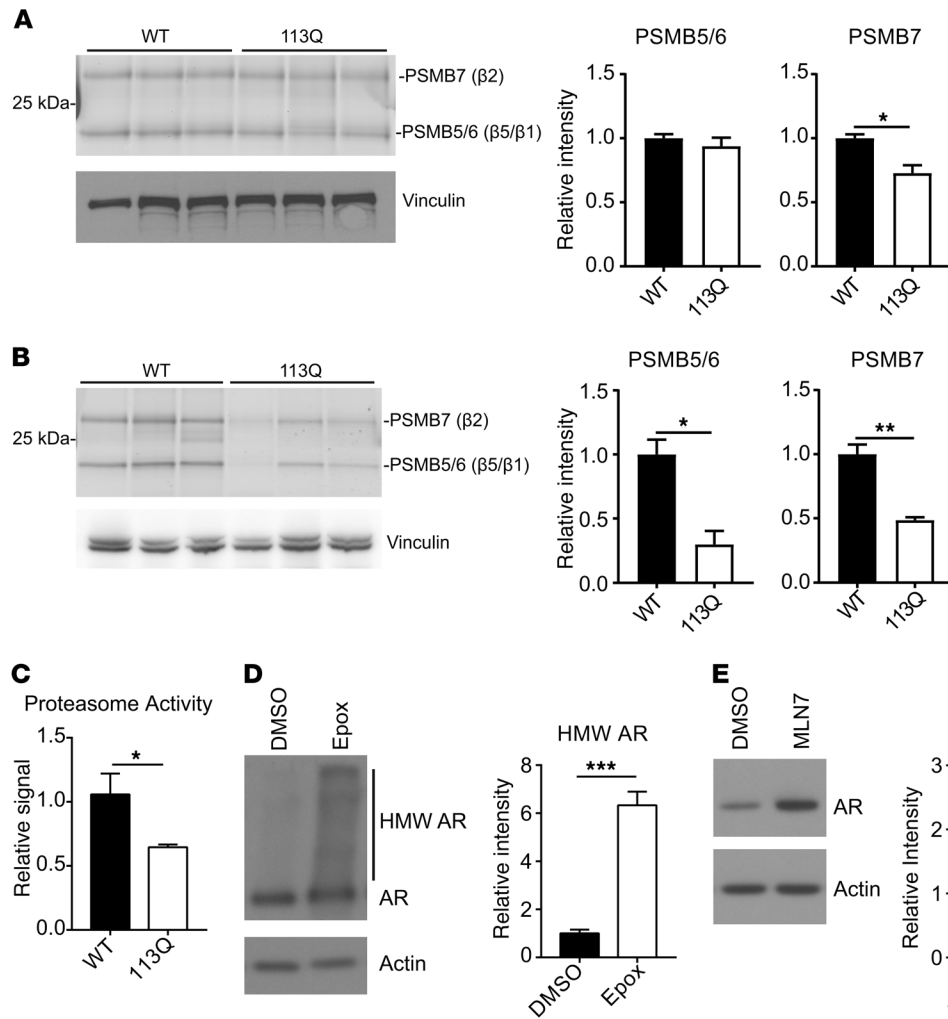 A
WT 113Q
-PSMB7 (β2)
25 kDa-
-PSMB5/6 (β5/β1)
Vinculin
PSMB5/6
Relative intensity
1.5
1.0
0.5
0.0
WT
113Q
PSMB7
1.5
*
1.0
0.5
0.0
WT
113Q
B
WT 113Q
-PSMB7 (β2)
25 kDa-
-PSMB5/6 (β5/β1)
Vinculin
PSMB5/6
Relative intensity
1.5
*
1.0
0.5
0.0
WT
113Q
PSMB7
1.5
**
1.0
0.5
0.0
WT
113Q
C
Proteasome Activity
Relative signal
1.5
*
1.0
0.5
0.0
WT
113Q
D
DMSO
Epox
HMW AR
AR
Actin
HMW AR
Relative intensity
8
***
6
4
2
0
DMSO
Epox
E
DMSO
MLN7
AR
Actin
Relative Intensity
3
2
1
0